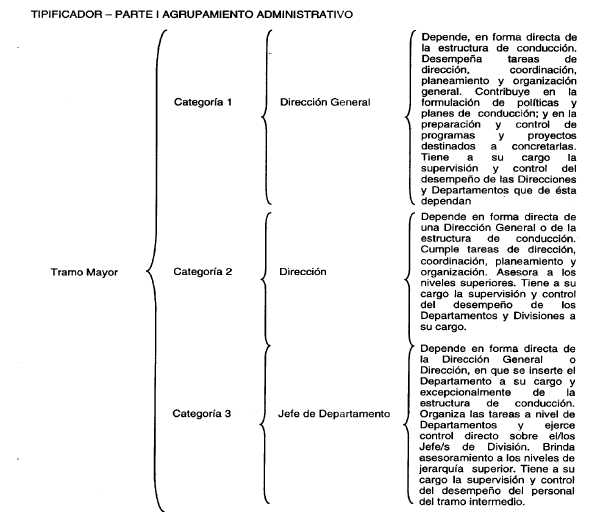 TIPIFICADOR – PARTE I AGRUPAMIENTO ADMINISTRATIVO
Tramo Mayor
Categoría 1
Dirección General
Depende, en forma directa de
la estructura de conducción.
Desempeña tareas de
dirección, coordinación,
planeamiento y organización
general. Contribuye en la
formulación de políticas y
planes de conducción; y en la
preparación y control de
programas y proyectos
destinados a concretarlas.
Tiene a su cargo la
supervisión y control del
desempeño de las Direcciones
y Departamentos que de ésta
dependan
Categoría 2
Dirección
Depende en forma directa de
una Dirección General o de la
estructura de conducción.
Cumple tareas de dirección,
coordinación, planeamiento y
organización. Asesora a los
niveles superiores. Tiene a su
cargo la supervisión y control
del desempeño de los
Departamentos y Divisiones a
su cargo.
Categoría 3
Jefe de Departamento
Depende en forma directa de
la Dirección General o
Dirección, en que se inserte el
Departamento a su cargo y
excepcionalmente de la
estructura de conducción.
Organiza las tareas a nivel de
Departamentos y ejerce
control directo sobre el/los
Jefe/s de División. Brinda
asesoramiento a los niveles de
jerarquía superior. Tiene a su
cargo la supervisión y control
del desempeño del personal
del tramo intermedio.